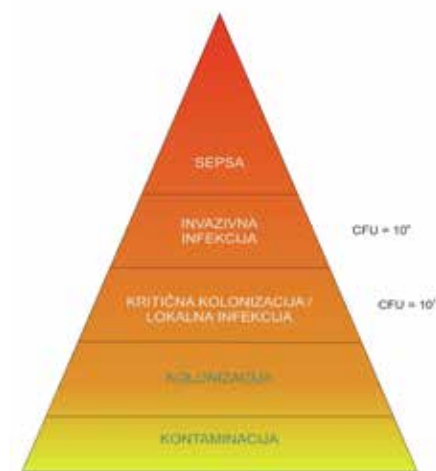 SEPSA
INVAZIVNA
INFEKCIJA
CFU = 10
KRITIČNA KOLONIZACIJA /
LOKALNA INFEKCIJA
CFU = 10
KOLONIZACIJA
KONTAMINACIJA